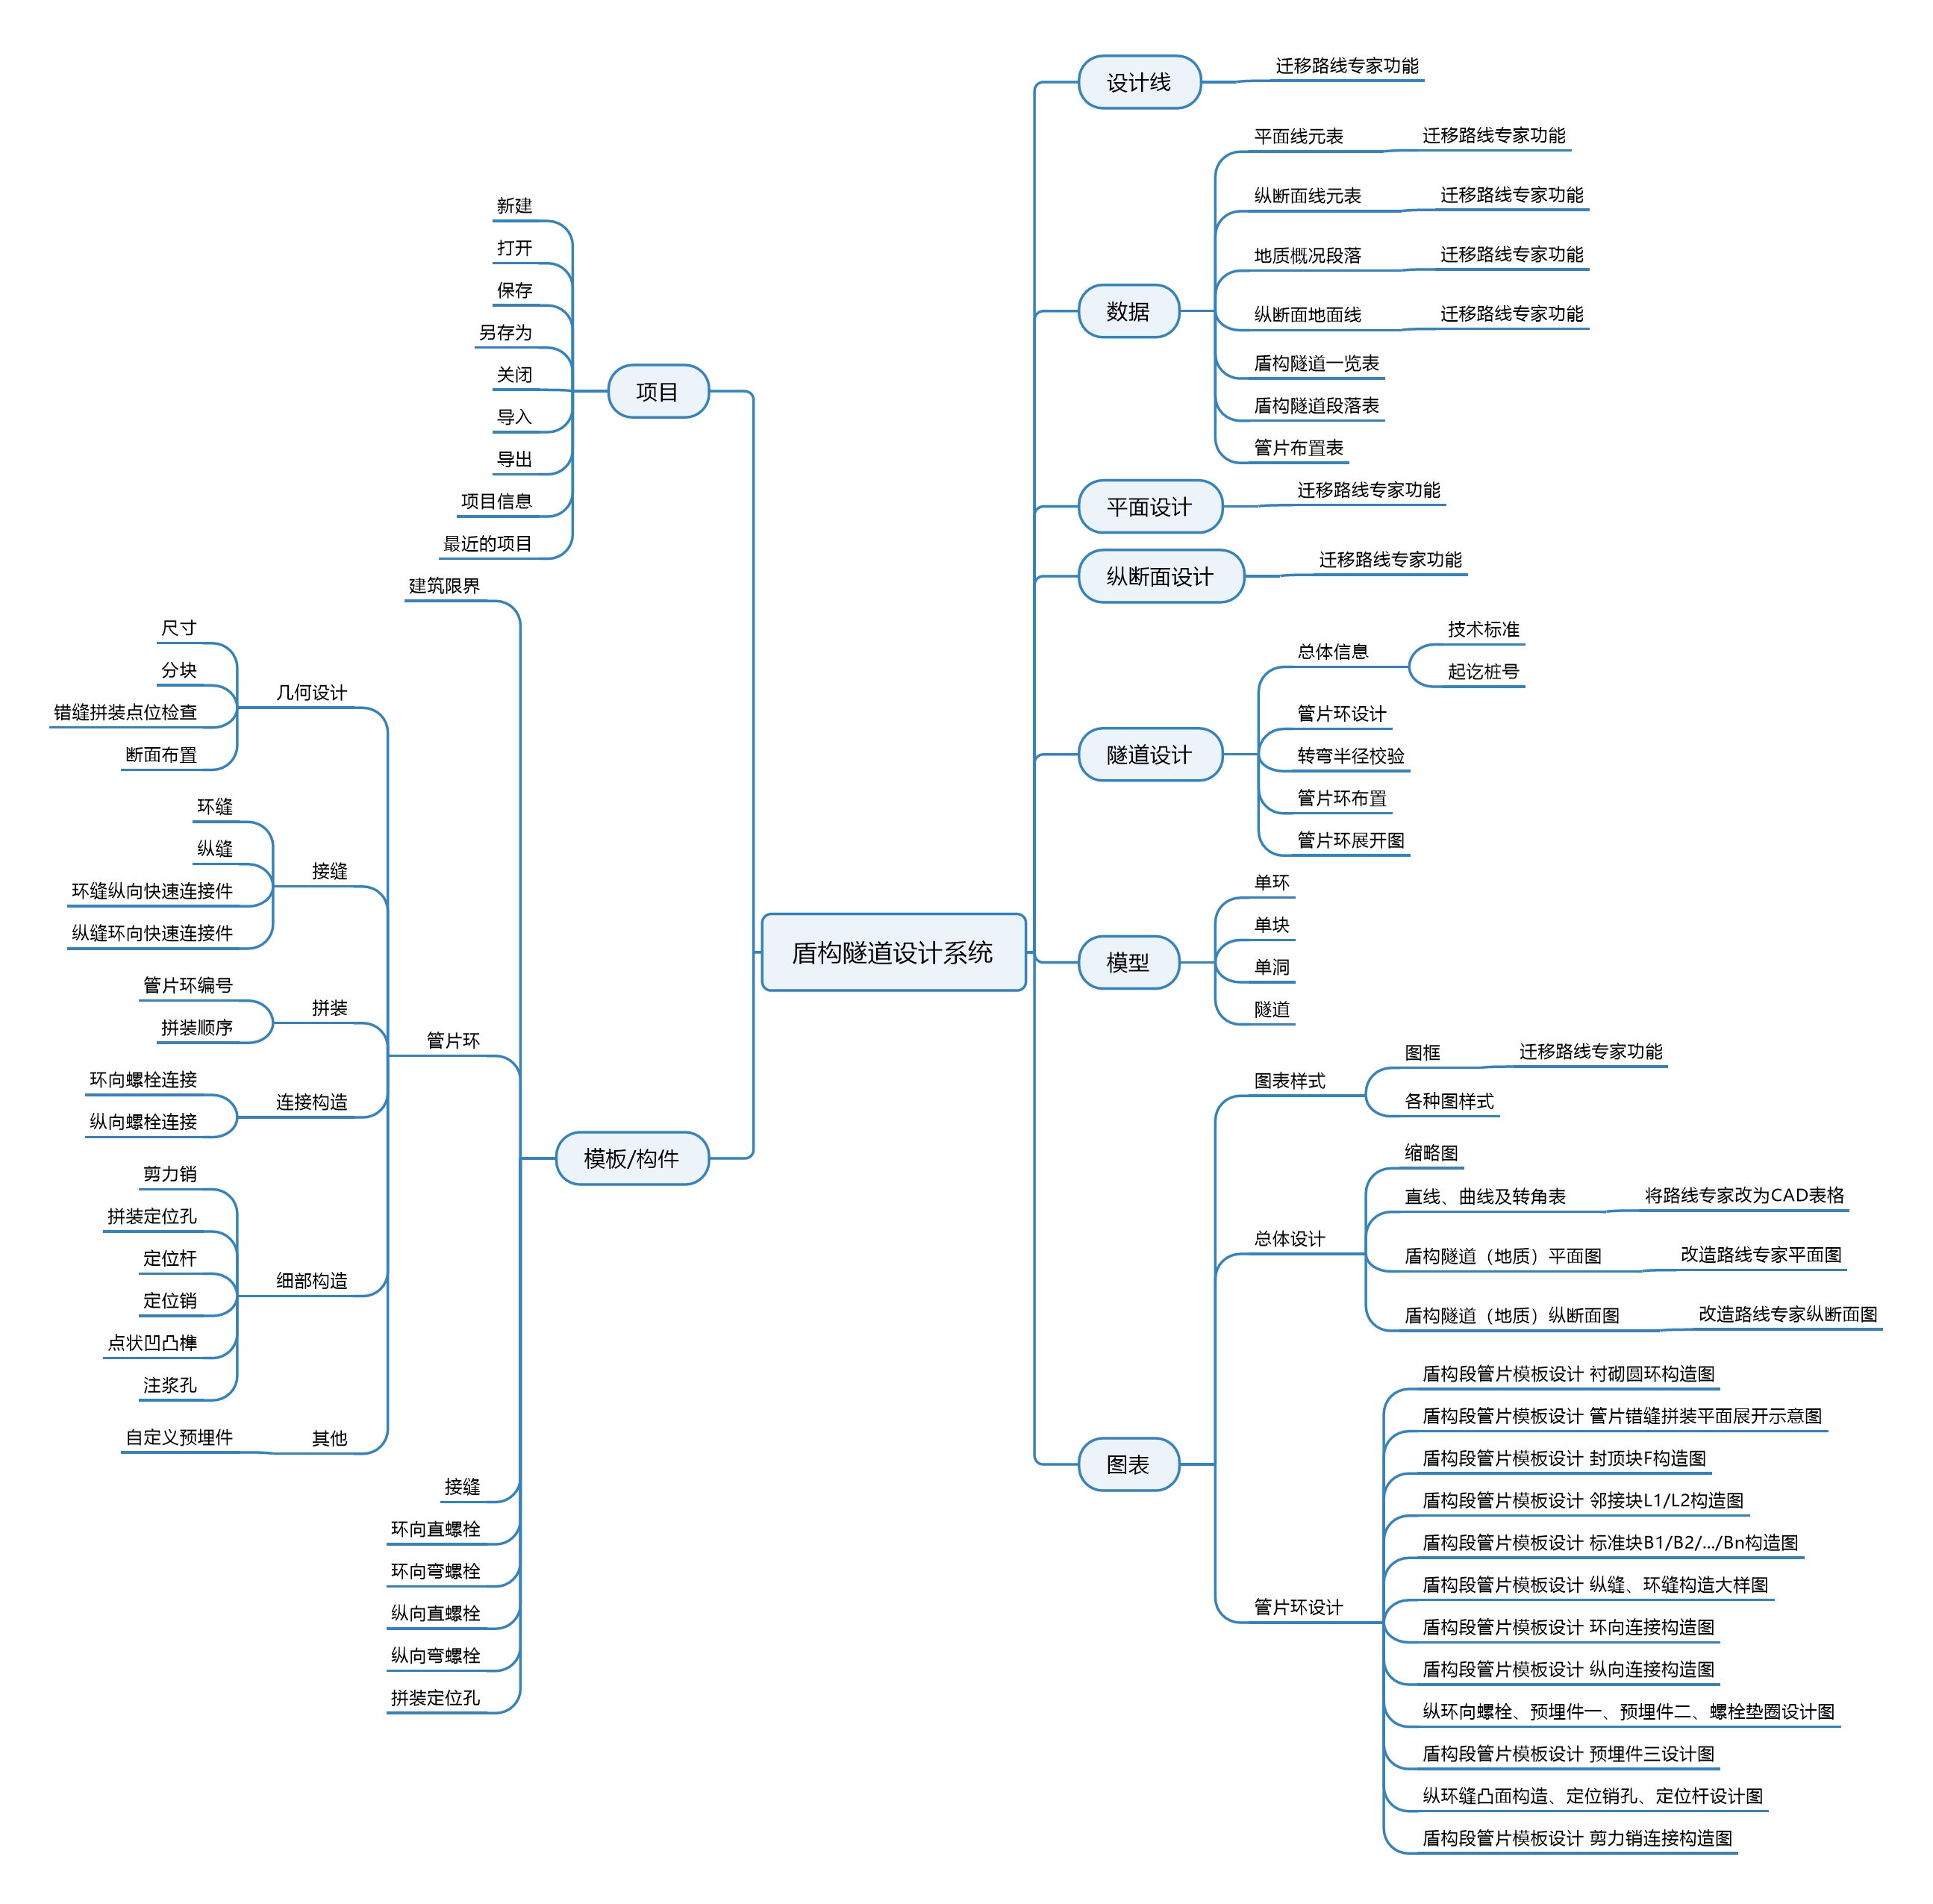 盾构隧道设计系统
设计线
迁移路线专家功能
数据
平面线元表
迁移路线专家功能
纵断面线元表
迁移路线专家功能
地质概况段落
迁移路线专家功能
纵断面地面线
迁移路线专家功能
盾构隧道一览表
盾构隧道段落表
管片布置表
平面设计
迁移路线专家功能
纵断面设计
迁移路线专家功能
隧道设计
总体信息
技术标准
起讫桩号
管片环设计
转弯半径校验
管片环布置
管片环展开图
模型
单环
单块
单洞
隧道
图表
图表样式
图框
迁移路线专家功能
各种图样式
总体设计
缩略图
直线、曲线及转角表
将路线专家改为CAD表格
盾构隧道（地质）平面图
改造路线专家平面图
盾构隧道（地质）纵断面图
改造路线专家纵断面图
管片环设计
盾构段管片模板设计 衬砌圆环构造图
盾构段管片模板设计 管片错缝拼装平面展开示意图
盾构段管片模板设计 封顶块F构造图
盾构段管片模板设计 邻接块L1/L2构造图
盾构段管片模板设计 标准块B1/B2/.../Bn构造图
盾构段管片模板设计 纵缝、环缝构造大样图
盾构段管片模板设计 环向连接构造图
盾构段管片模板设计 纵向连接构造图
纵环向螺栓、预埋件一、预埋件二、螺栓垫圈设计图
盾构段管片模板设计 预埋件三设计图
纵环缝凸面构造、定位销孔、定位杆设计图
盾构段管片模板设计 剪力销连接构造图
项目
新建
打开
保存
另存为
关闭
导入
导出
项目信息
最近的项目
模板/构件
建筑限界
管片环
几何设计
尺寸
分块
错缝拼装点位检查
断面布置
接缝
环缝
纵缝
环缝纵向快速连接件
纵缝环向快速连接件
拼装
管片环编号
拼装顺序
连接构造
环向螺栓连接
纵向螺栓连接
细部构造
剪力销
拼装定位孔
定位杆
定位销
点状凹凸榫
注浆孔
其他
自定义预埋件
接缝
环向直螺栓
环向弯螺栓
纵向直螺栓
纵向弯螺栓
拼装定位孔